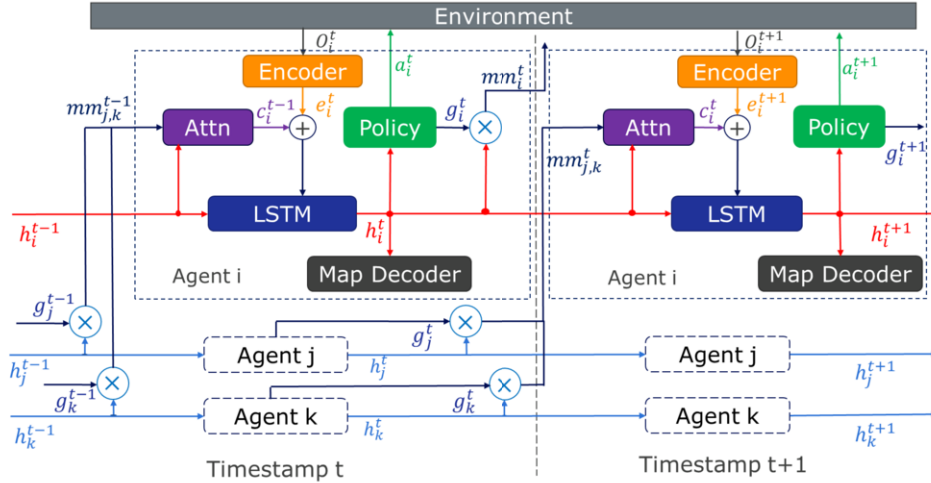 Environment
O_i^t
O_i^{t+1}
Encoder
a_i^t
mm_i^t
Encoder
a_i^{t+1}
mm_{j,k}^{t-1}
c_i^{t-1}
e_i^t
g_i^t
c_i^t
e_i^{t+1}
Attn
+
Policy
×
Attn
+
Policy
mm_{j,k}^t
g_i^{t+1}
LSTM
LSTM
h_i^{t-1}
h_i^t
h_i^{t+1}
Agent i
Map Decoder
Agent i
Map Decoder
g_j^{t-1}
×
×
g_j^t
Agent j
Agent j
h_j^{t-1}
h_j^t
h_j^{t+1}
×
×
g_k^{t-1}
g_k^t
Agent k
Agent k
h_k^{t-1}
h_k^t
h_k^{t+1}
Timestamp t
Timestamp t+1